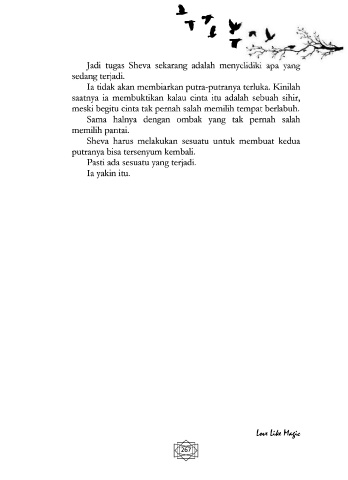 Jadi tugas Sheva sekarang adalah menyelidiki apa yang
sedang terjadi.
Ia tidak akan membiarkan putra-putranya terluka. Kinilah
saatnya ia membuktikan kalau cinta itu adalah sebuah sihir,
meski begitu cinta tak pernah salah memilih tempat berlabuh.
Sama halnya dengan ombak yang tak pernah salah
memilih pantai.
Sheva harus melakukan sesuatu untuk membuat kedua
putranya bisa tersenyum kembali.
Pasti ada sesuatu yang terjadi.
Ia yakin itu.
Love Like Magic
267